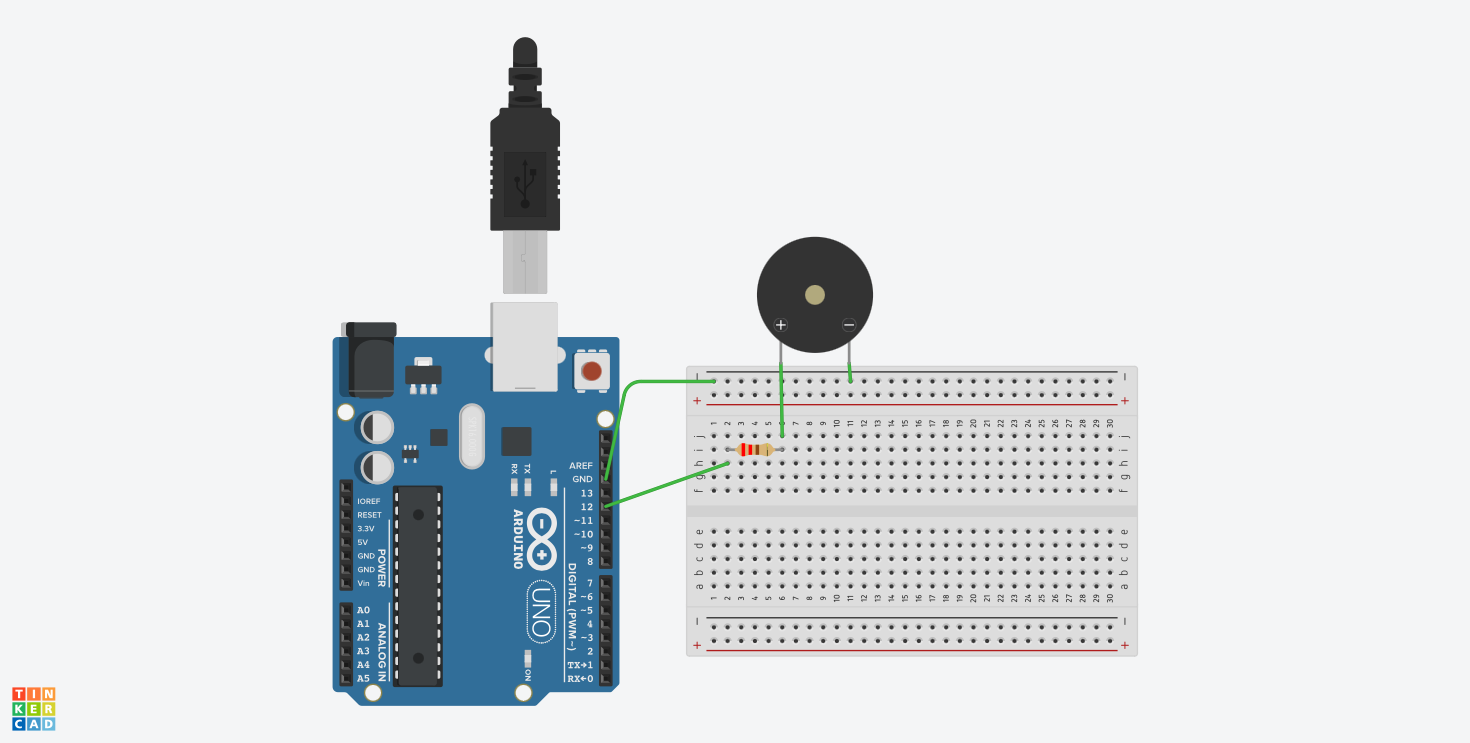 − −
+ +
1 2 3 4 5 6 7 8 9 10 11 12 13 14 15 16 17 18 19 20 21 22 23 24 25 26 27 28 29 30
j j
i i
h h
g g
f f
e e
d d
c c
b b
a a
1 2 3 4 5 6 7 8 9 10 11 12 13 14 15 16 17 18 19 20 21 22 23 24 25 26 27 28 29 30
− −
+ +
+ −
AREF
GND
13
12
~11
~10
~9
8
7
~6
~5
4
~3
2
TX→1
RX←0
DIGITAL (PWM~)
RX TX L
ARDUINO
UNO
ON
IOREF
RESET
3.3V
5V
GND
GND
Vin
POWER
A0
A1
A2
A3
A4
A5
ANALOG IN
TIN
KER
CAD